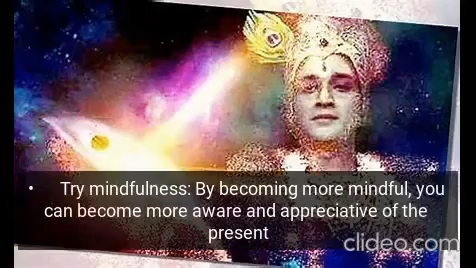 • Try mindfulness: By becoming more mindful, you
can become more aware and appreciative of the
present
clideo.com